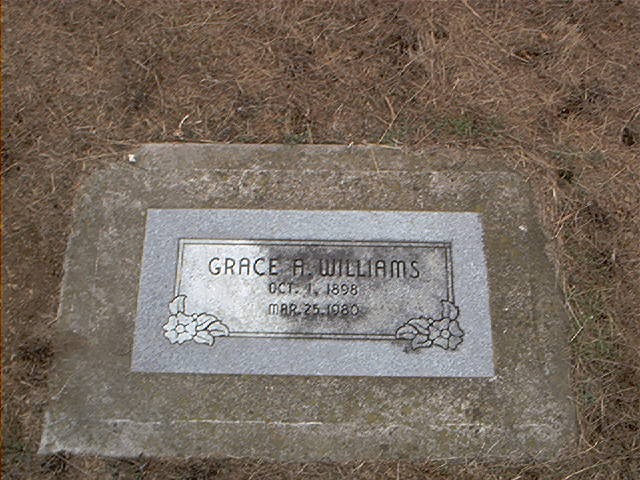 GRACE A. WILLIAMS
OCT. 1, 1898
MAR. 25, 1980